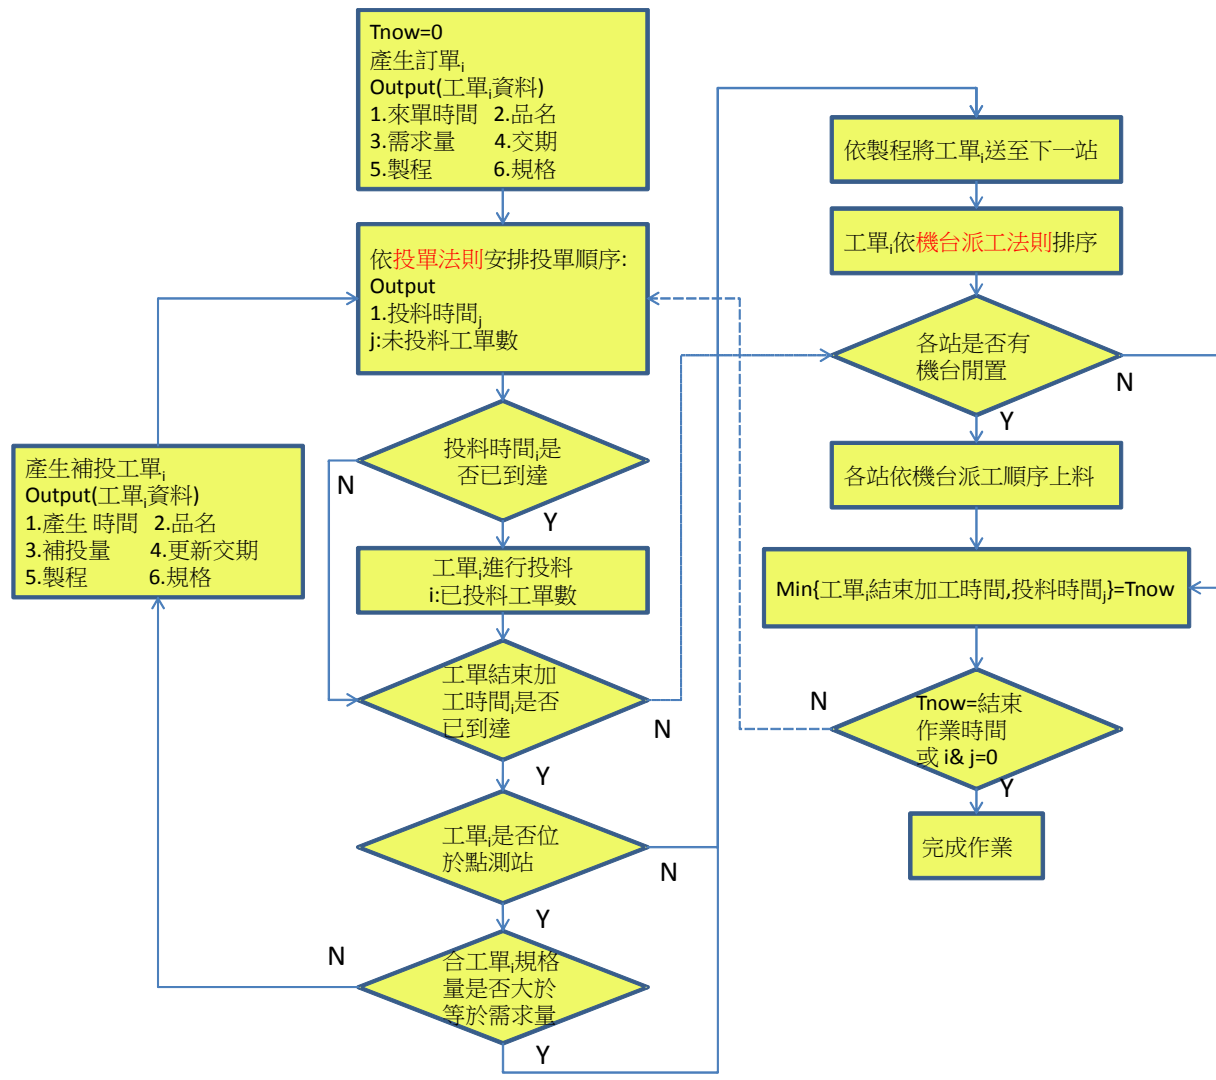 Tnow=0
產生訂單i
Output(工單i資料)
1.來單時間 2.品名
3.需求量 4.交期
5.製程 6.規格
依投單法則安排投單順序:
Output
1.投料時間j
j:未投料工單數
投料時間i是
否已到達
N
Y
工單i進行投料
i:已投料工單數
工單結束加
工時間i是否
已到達
N
Y
工單i是否位
於點測站
N
Y
合工單i規格
量是否大於
等於需求量
N
Y
產生補投工單i
Output(工單i資料)
1.產生 時間 2.品名
3.補投量 4.更新交期
5.製程 6.規格
依製程將工單i送至下一站
工單i依機台派工法則排序
各站是否有
機台閒置
N
Y
各站依機台派工順序上料
Min{工單i結束加工時間,投料時間j}=Tnow
Tnow=結束
作業時間
或 i& j=0
N
Y
完成作業